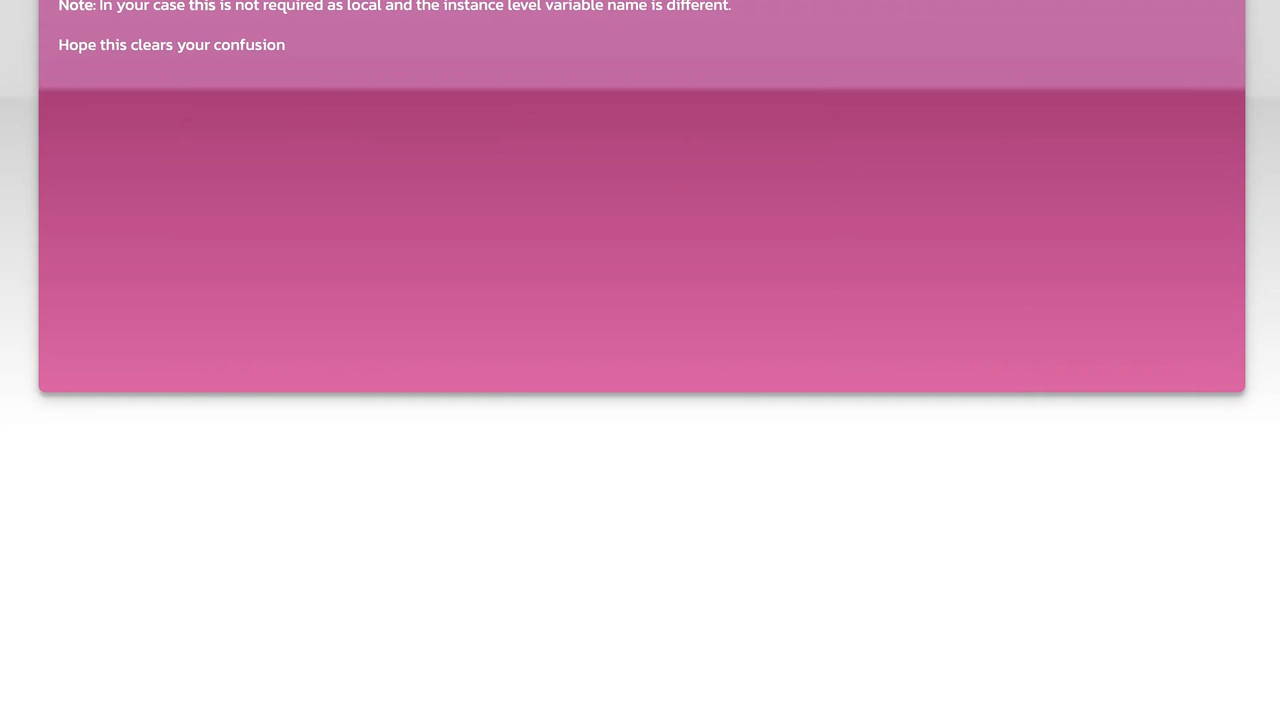 Note: In your case this is not required as local and the instance level variable name is different.
Hope this clears your confusion